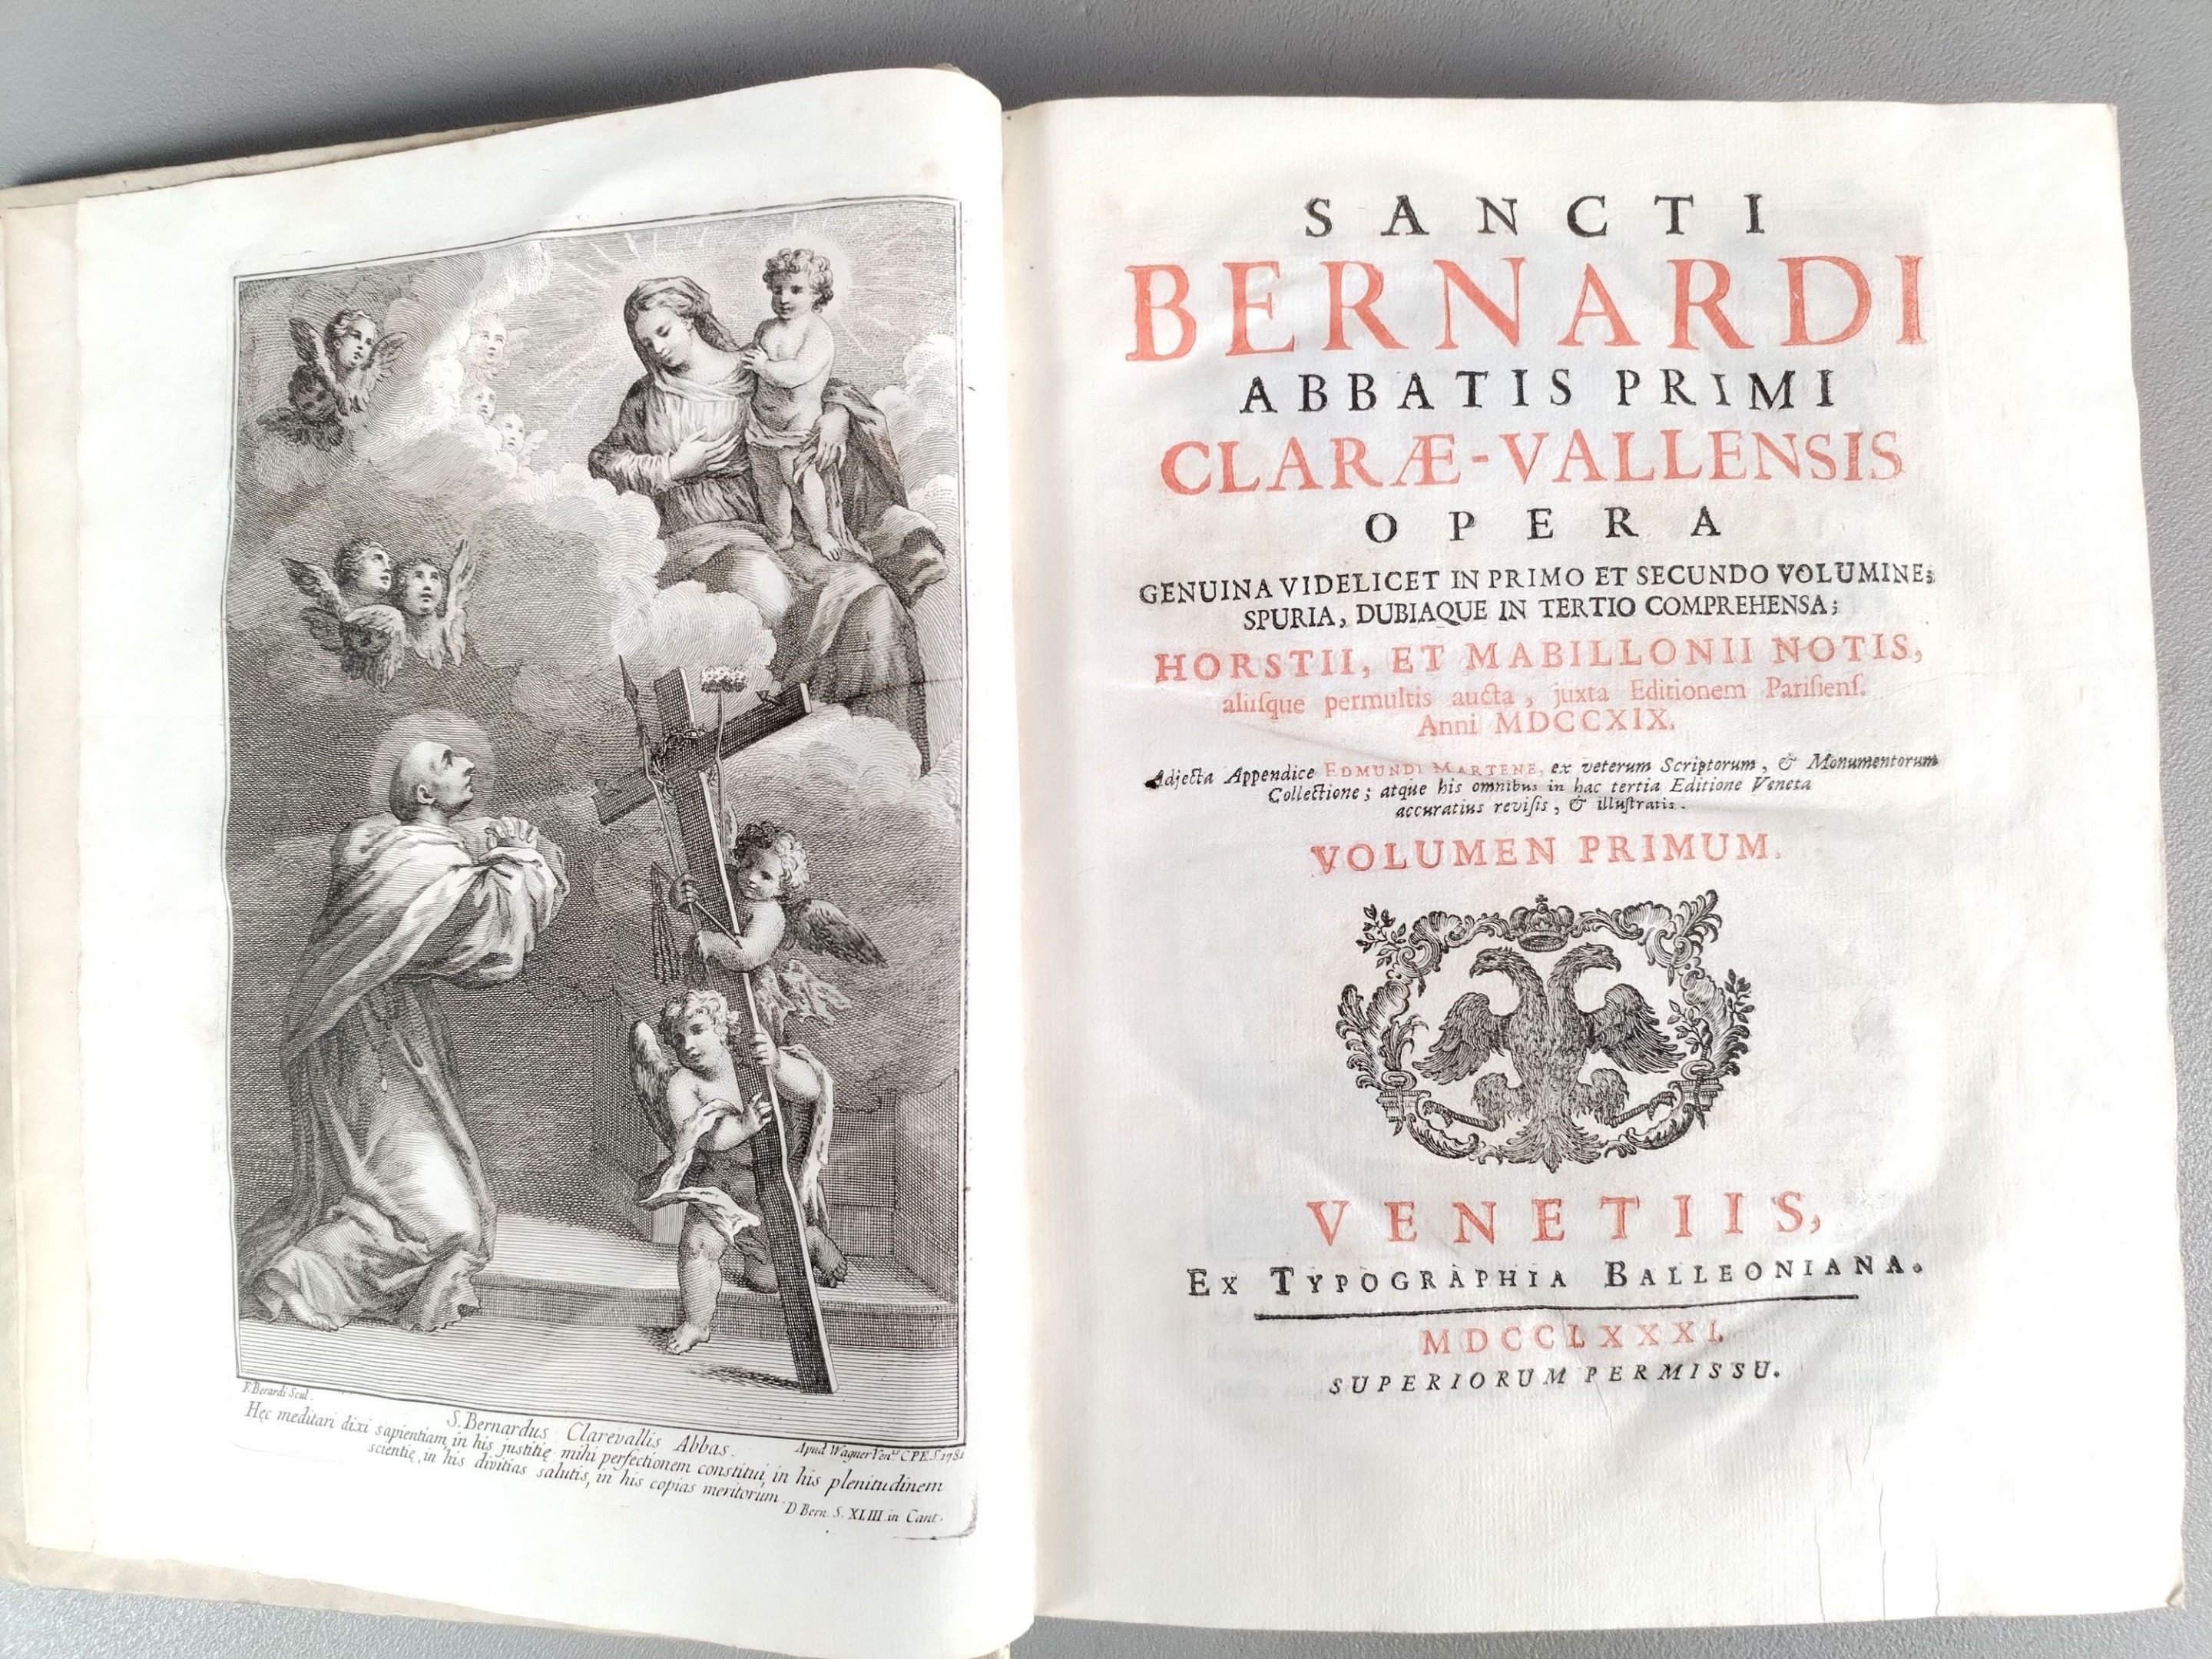 F. Berardi Scul.
S. Bernardus Clarevallis Abbas.
Apud Wagner Ven.ª C.P.E.S. 1781
Hęc meditari dixi sapientiam, in his justitię mihi perfectionem constitui, in his plenitudinem
scientię, in his divitias salutis, in his copias meritorum.
D. Bern. S. XLIII. in Cant.
SANCTI
BERNARDI
ABBATIS PRIMI
CLARÆ-VALLENSIS
OPERA
GENUINA VIDELICET IN PRIMO ET SECUNDO VOLUMINE;
SPURIA, DUBIAQUE IN TERTIO COMPREHENSA;
HORSTII, ET MABILLONII NOTIS,
aliiſque permultis aucta, juxta Editionem Pariſienſ.
Anni MDCCXIX.
Adjecta Appendice EDMUNDI MARTENE, ex veterum Scriptorum, & Monumentorum
Collectione; atque his omnibus in hac tertia Editione Veneta
accuratius reviſis, & illuſtratis.
VOLUMEN PRIMUM.
VENETIIS,
EX TYPOGRAPHIA BALLEONIANA.
MDCCLXXXI.
SUPERIORUM PERMISSU.